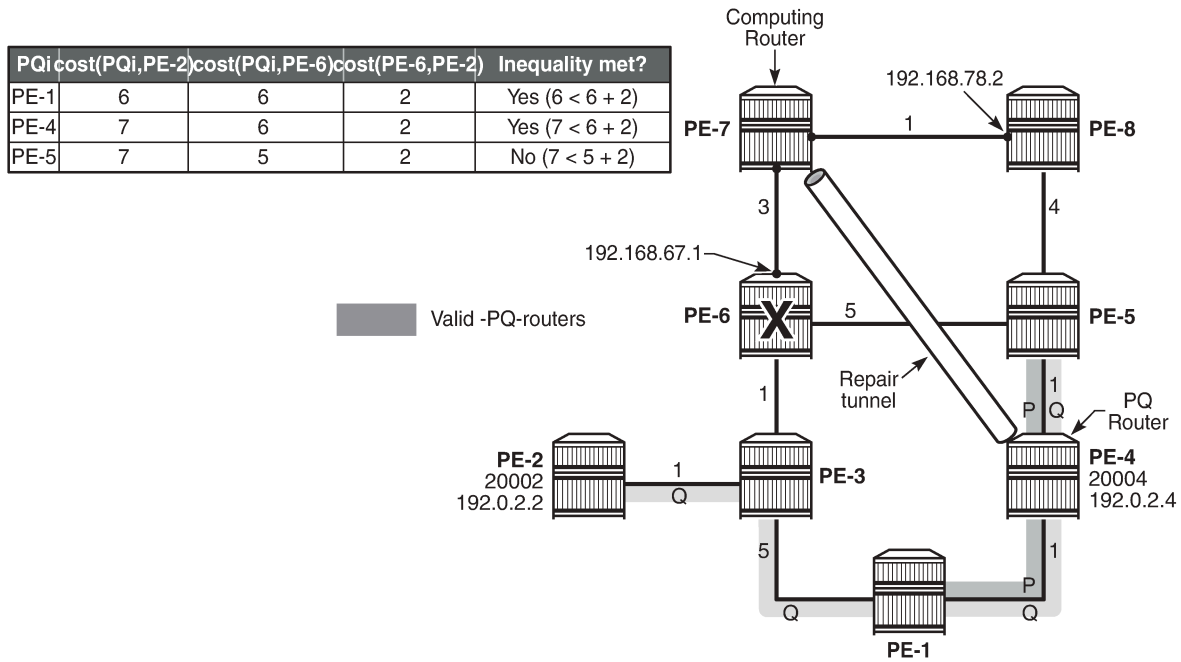 PQi cost(PQi,PE-2) cost(PQi,PE-6) cost(PE-6,PE-2) Inequality met?
PE-1 6 6 2 Yes (6 < 6 + 2)
PE-4 7 6 2 Yes (7 < 6 + 2)
PE-5 7 5 2 No (7 < 5 + 2)
Computing
Router
192.168.78.2
PE-7
1
PE-8
3
4
192.168.67.1
PE-6
X
5
PE-5
Valid -PQ-routers
Repair
tunnel
1
1
P
Q
PQ
Router
PE-2
20002
192.0.2.2
1
Q
PE-3
PE-4
20004
192.0.2.4
5
1
P
Q
Q
PE-1